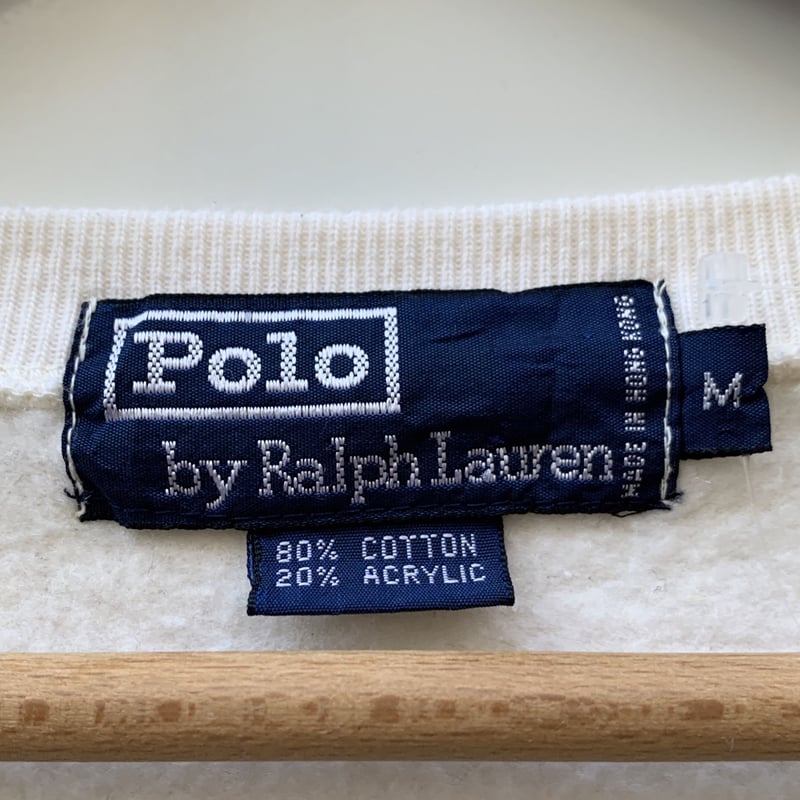 Polo
by Ralph Lauren
MADE IN HONG KONG
M
80% COTTON
20% ACRYLIC